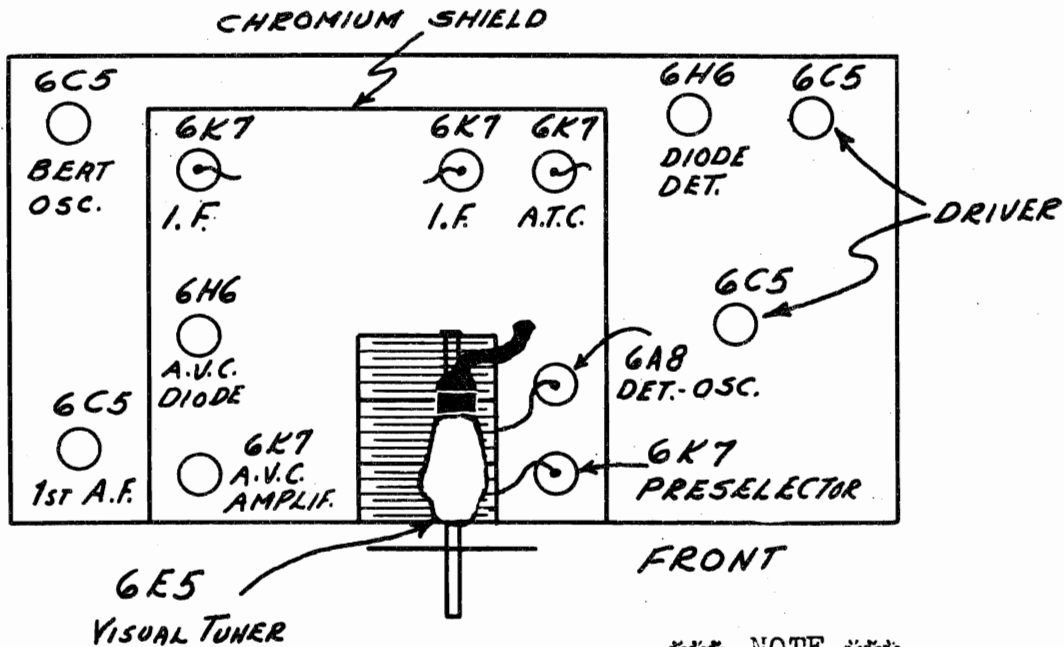 CHROMIUM SHIELD
6C5
BERT
OSC.
6K7
I.F.
6K7
I.F.
6K7
A.T.C.
6H6
DIODE
DET.
6C5
DRIVER
6H6
A.V.C.
DIODE
6C5
6A8
DET.-OSC.
6C5
1ST A.F.
6K7
A.V.C.
AMPLIF.
6K7
PRESELECTOR
FRONT
6E5
VISUAL TUNER
*** NOTE ***